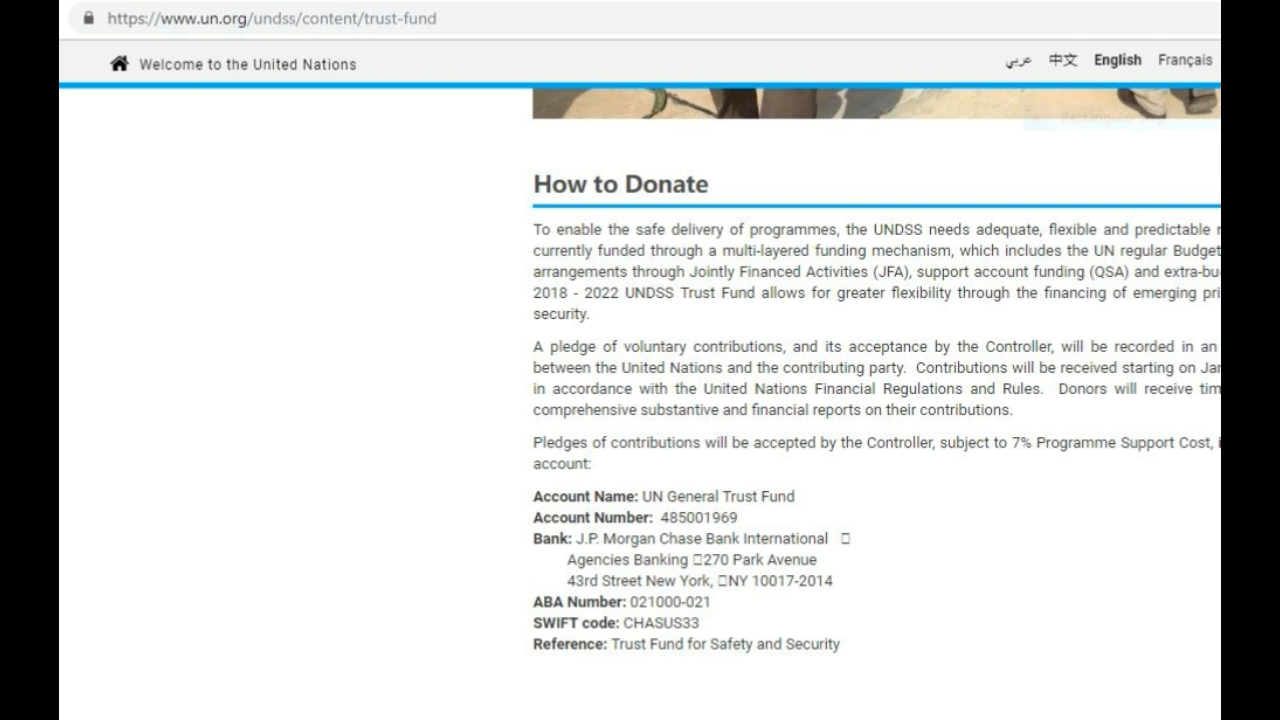 https://www.un.org/undss/content/trust-fund
Welcome to the United Nations
عربي 中文 English Français
How to Donate
To enable the safe delivery of programmes, the UNDSS needs adequate, flexible and predictable
currently funded through a multi-layered funding mechanism, which includes the UN regular Budget
arrangements through Jointly Financed Activities (JFA), support account funding (QSA) and extra-bu
2018 - 2022 UNDSS Trust Fund allows for greater flexibility through the financing of emerging pri
security.
A pledge of voluntary contributions, and its acceptance by the Controller, will be recorded in an
between the United Nations and the contributing party. Contributions will be received starting on Jan
in accordance with the United Nations Financial Regulations and Rules. Donors will receive tim
comprehensive substantive and financial reports on their contributions.
Pledges of contributions will be accepted by the Controller, subject to 7% Programme Support Cost,
account:
Account Name: UN General Trust Fund
Account Number: 485001969
Bank: J.P. Morgan Chase Bank International
Agencies Banking 270 Park Avenue
43rd Street New York, NY 10017-2014
ABA Number: 021000-021
SWIFT code: CHASUS33
Reference: Trust Fund for Safety and Security